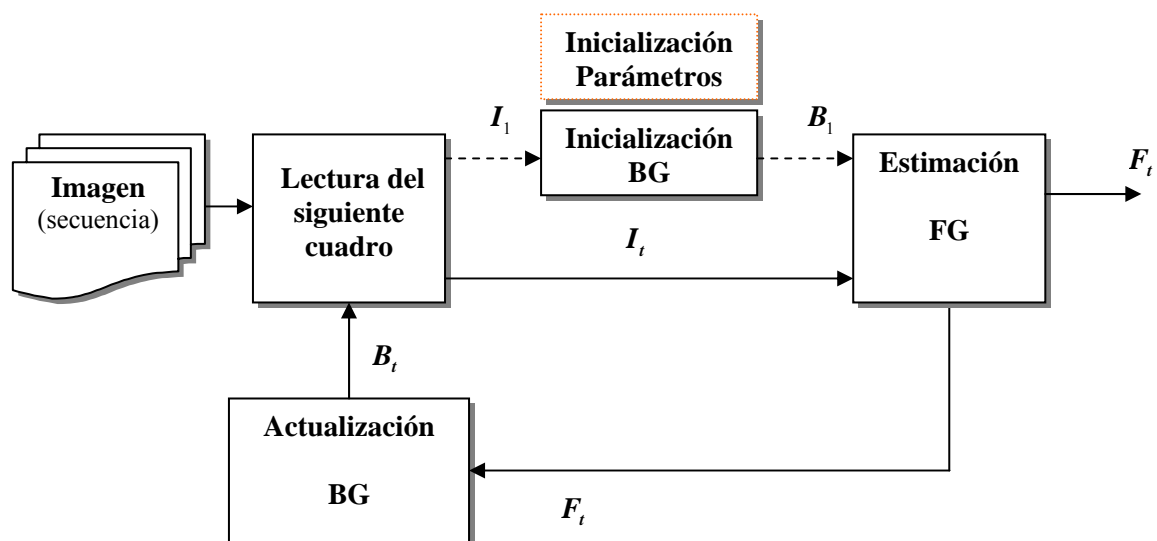 Inicialización
Parámetros
I₁
Inicialización
BG
B₁
Imagen
(secuencia)
Lectura del
siguiente
cuadro
Estimación
FG
Fₜ
Iₜ
Bₜ
Actualización
BG
Fₜ